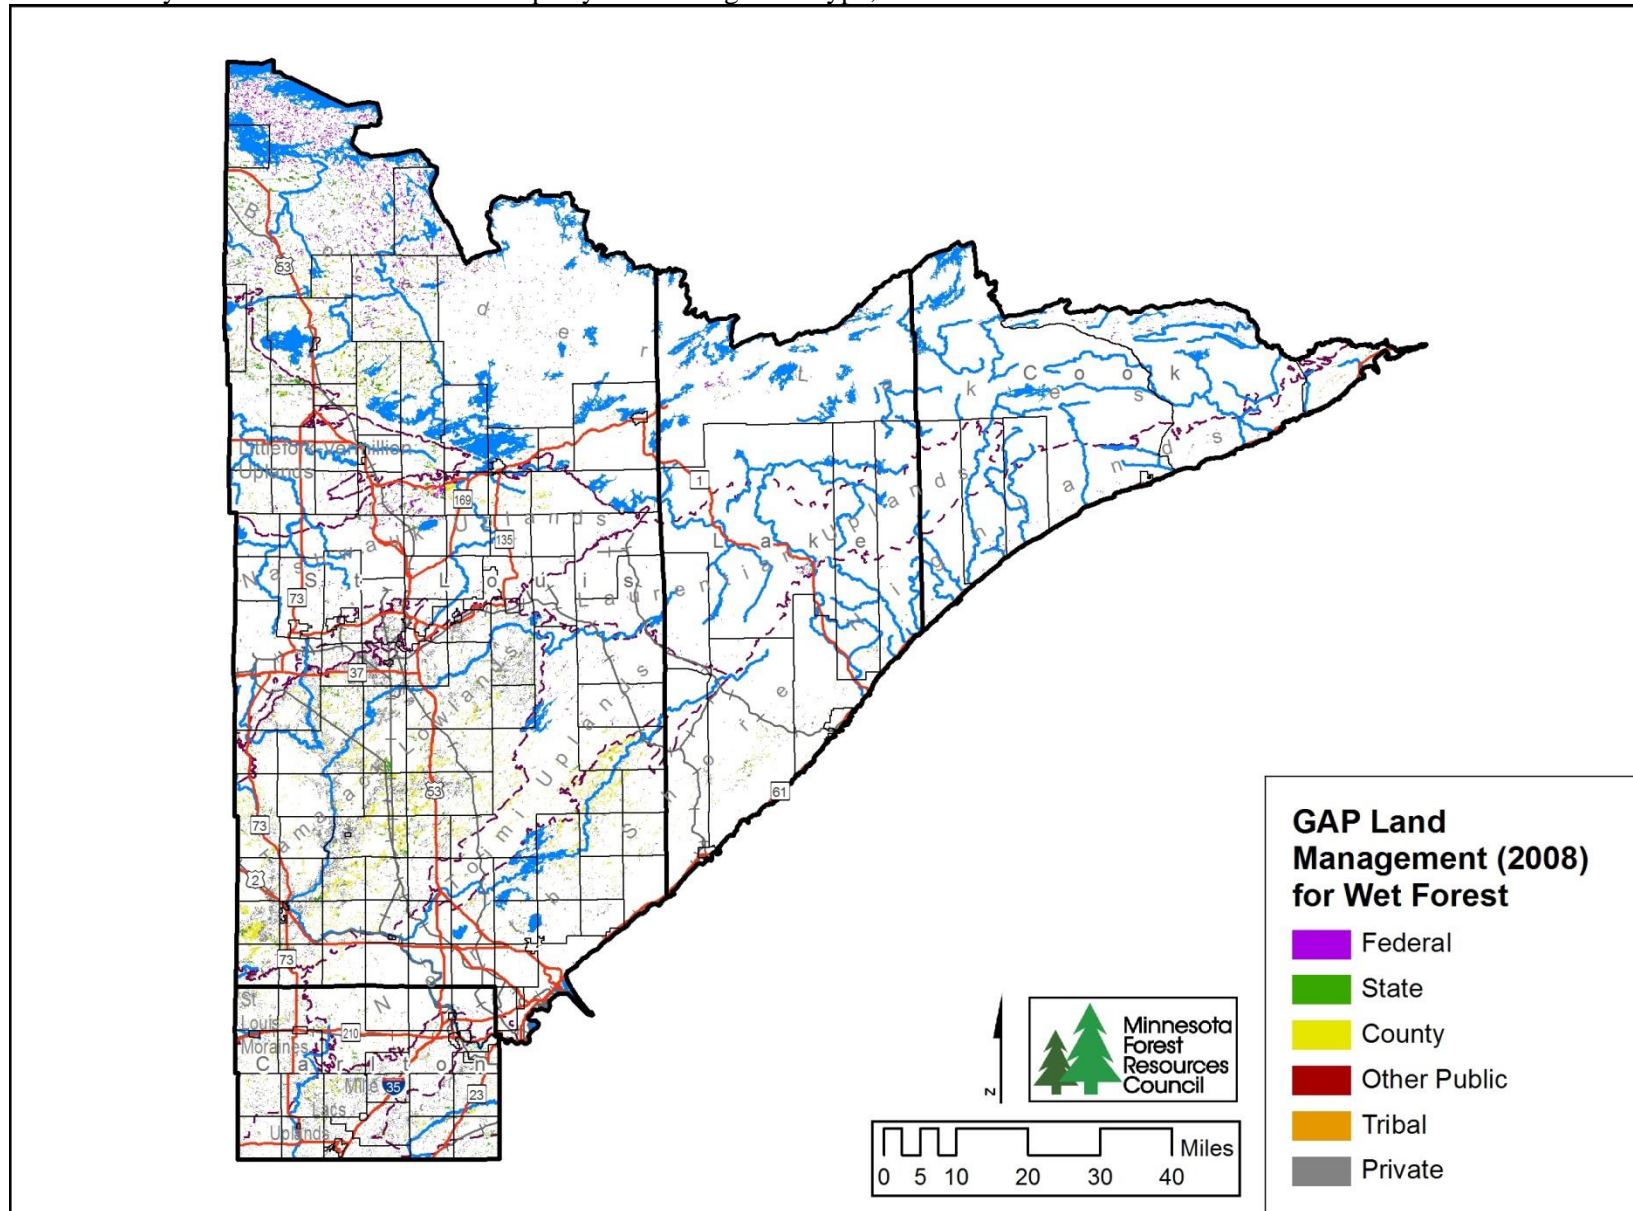 B o r d e r L a k e s
53
C o o k
Littlefork-Vermillion
Uplands
169
1
135
N a s h w a u k U p l a n d s
S t L o u i s
L a k e
L a u r e n t i a n U p l a n d s
H i g h l a n d s
73
37
T a m a r a c k L o w l a n d s
53
T o i m i U p l a n d s
N o r t h S h o r e
61
73
2
73
St
Louis
Moraines
210
C a r l t o n
Mille
35
Lacs
23
Uplands
GAP Land
Management (2008)
for Wet Forest
Federal
State
County
Other Public
Tribal
Private
N
Minnesota
Forest
Resources
Council
Miles
0 5 10 20 30 40